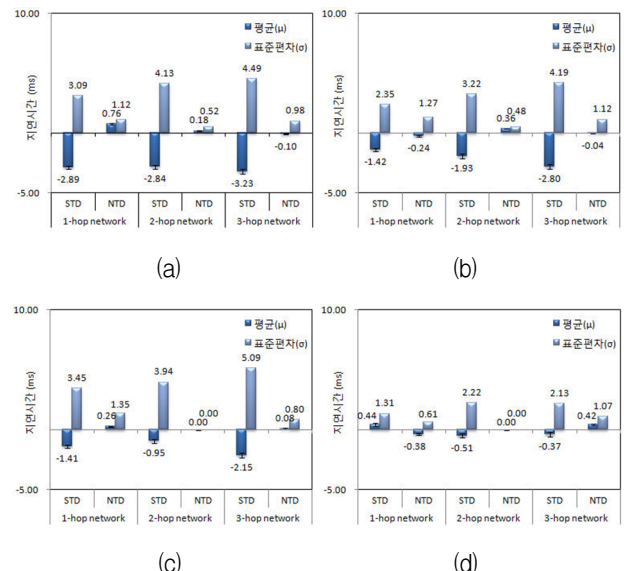 10.00
평균(μ)
표준편차(σ)
지연시간 (ms)
3.09
4.13
4.49
0.76
1.12
0.18
0.52
0.98
-0.10
-2.89
-2.84
-3.23
-5.00
STD NTD STD NTD STD NTD
1-hop network 2-hop network 3-hop network
(a)
10.00
평균(μ)
표준편차(σ)
지연시간 (ms)
2.35
3.22
4.19
1.27
0.36
0.48
1.12
-0.24
-0.04
-1.42
-1.93
-2.80
-5.00
STD NTD STD NTD STD NTD
1-hop network 2-hop network 3-hop network
(b)
10.00
평균(μ)
표준편차(σ)
지연시간 (ms)
3.45
3.94
5.09
0.26
1.35
0.00
0.00
0.08
0.80
-1.41
-0.95
-2.15
-5.00
STD NTD STD NTD STD NTD
1-hop network 2-hop network 3-hop network
(c)
10.00
평균(μ)
표준편차(σ)
지연시간 (ms)
0.44
1.31
0.61
2.22
0.00
0.00
2.13
0.42
1.07
-0.38
-0.51
-0.37
-5.00
STD NTD STD NTD STD NTD
1-hop network 2-hop network 3-hop network
(d)